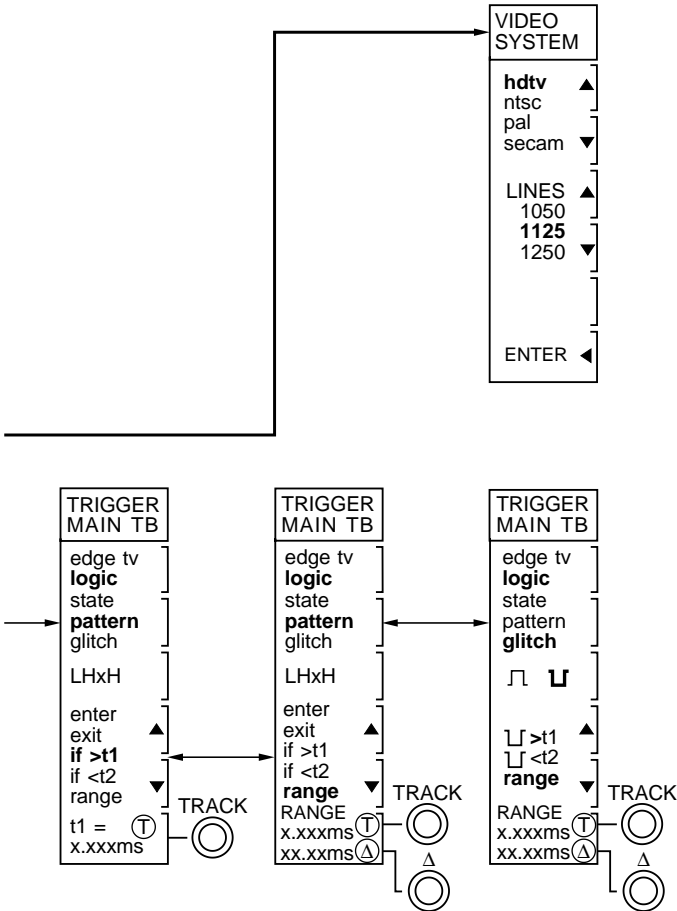 VIDEO
SYSTEM
hdtv
ntsc
pal
secam
LINES
1050
1125
1250
ENTER
TRIGGER
MAIN TB
edge tv
logic
state
pattern
glitch
LHxH
enter
exit
if >t1
if <t2
range
t1 = T
x.xxxms
TRACK
TRIGGER
MAIN TB
edge tv
logic
state
pattern
glitch
LHxH
enter
exit
if >t1
if <t2
range
RANGE
x.xxxms T
xx.xxms Δ
TRACK
Δ
TRIGGER
MAIN TB
edge tv
logic
state
pattern
glitch
>t1
<t2
range
RANGE
x.xxxms T
xx.xxms Δ
TRACK
Δ